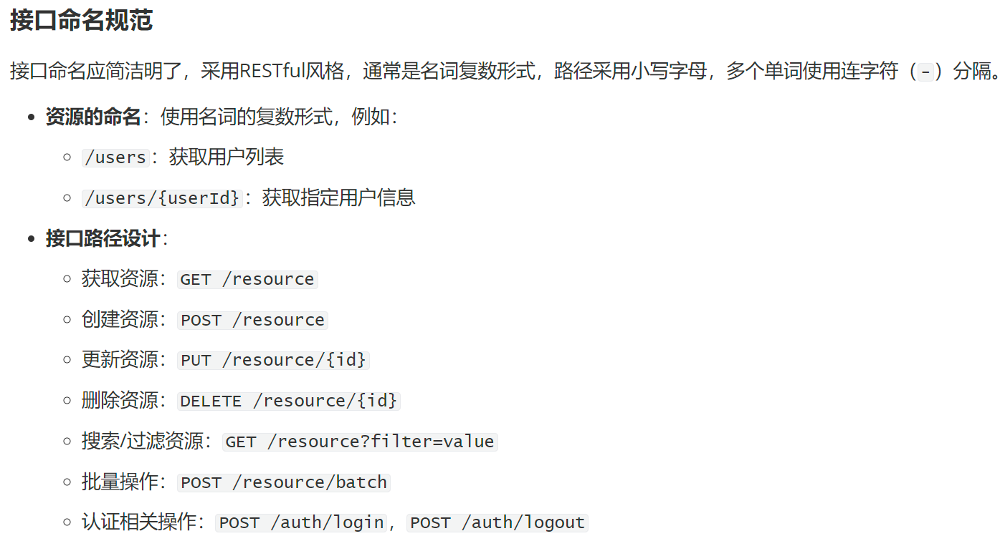 接口命名规范
接口命名应简洁明了，采用RESTful风格，通常是名词复数形式，路径采用小写字母，多个单词使用连字符（-）分隔。
资源的命名：使用名词的复数形式，例如：
/users：获取用户列表
/users/{userId}：获取指定用户信息
接口路径设计：
获取资源：GET /resource
创建资源：POST /resource
更新资源：PUT /resource/{id}
删除资源：DELETE /resource/{id}
搜索/过滤资源：GET /resource?filter=value
批量操作：POST /resource/batch
认证相关操作：POST /auth/login，POST /auth/logout